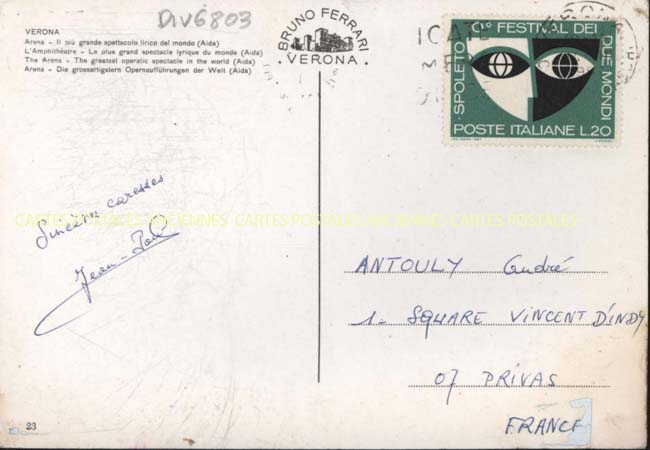 DIV6803
VERONA
Arena - Il più grande spettacolo lirico del mondo (Aida)
L'Amphithéatre - Le plus grand spectacle lyrique du monde (Aida)
The Arena - The greatest operatic spectacle in the world (Aida)
Arena - Die grossartigstern Opernaufführungen der Welt (Aida)
BRUNO FERRARI
VERONA
ICATE
SPOLETO
FESTIVAL DEI
DUE MONDI
POSTE ITALIANE L.20
Sincères caresses
CARTES POSTALES ANCIENNES CARTES POSTALES ANCIENNES CARTES POSTALES
Jean-
ANTOULY André
1- SQUARE VINCENT D'INDY
07 PRIVAS
FRANCE
23